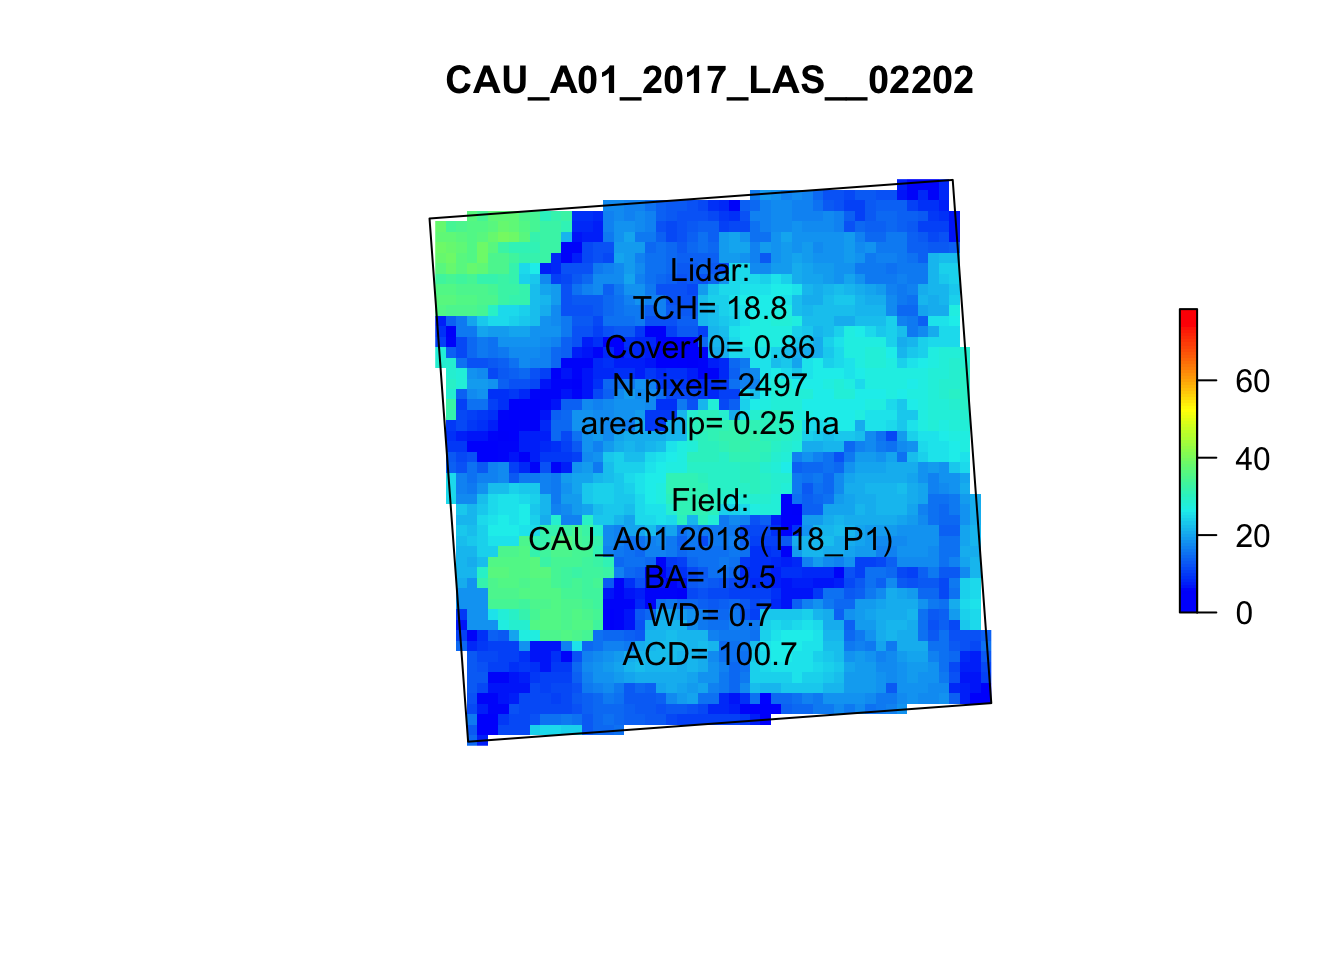 CAU_A01_2017_LAS__02202
Lidar:
TCH= 18.8
Cover10= 0.86
N.pixel= 2497
area.shp= 0.25 ha
Field:
CAU_A01 2018 (T18_P1)
BA= 19.5
WD= 0.7
ACD= 100.7
60
40
20
0